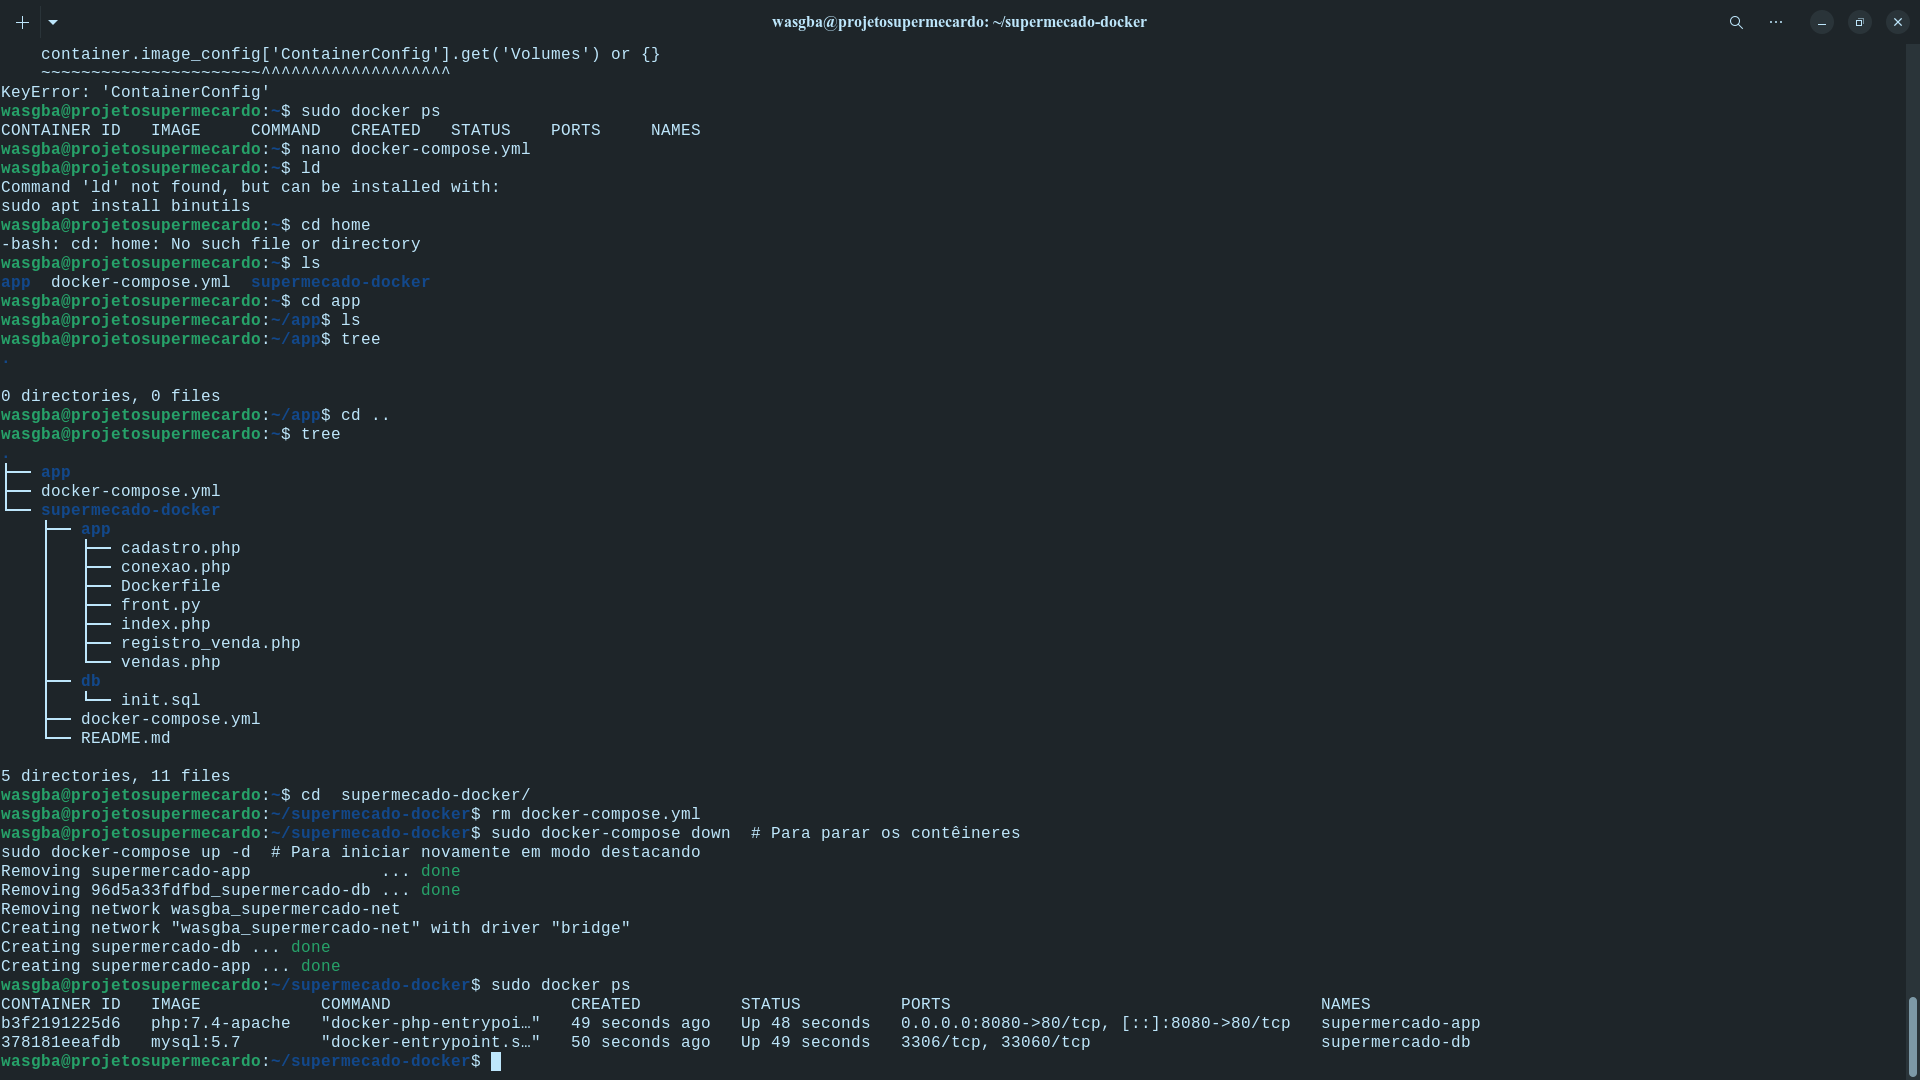 wasgba@projetosupermecardo: ~/supermecado-docker
    container.image_config['ContainerConfig'].get('Volumes') or {}
    ~~~~~~~~~~~~~~~~~~~~~~^^^^^^^^^^^^^^^^^^^
KeyError: 'ContainerConfig'
wasgba@projetosupermecardo:~$ sudo docker ps
CONTAINER ID   IMAGE     COMMAND   CREATED   STATUS    PORTS     NAMES
wasgba@projetosupermecardo:~$ nano docker-compose.yml
wasgba@projetosupermecardo:~$ ld
Command 'ld' not found, but can be installed with:
sudo apt install binutils
wasgba@projetosupermecardo:~$ cd home
-bash: cd: home: No such file or directory
wasgba@projetosupermecardo:~$ ls
app  docker-compose.yml  supermecado-docker
wasgba@projetosupermecardo:~$ cd app
wasgba@projetosupermecardo:~/app$ ls
wasgba@projetosupermecardo:~/app$ tree
.

0 directories, 0 files
wasgba@projetosupermecardo:~/app$ cd ..
wasgba@projetosupermecardo:~$ tree
.
├── app
├── docker-compose.yml
└── supermecado-docker
    ├── app
    │   ├── cadastro.php
    │   ├── conexao.php
    │   ├── Dockerfile
    │   ├── front.py
    │   ├── index.php
    │   ├── registro_venda.php
    │   └── vendas.php
    ├── db
    │   └── init.sql
    ├── docker-compose.yml
    └── README.md

5 directories, 11 files
wasgba@projetosupermecardo:~$ cd  supermecado-docker/
wasgba@projetosupermecardo:~/supermecado-docker$ rm docker-compose.yml
wasgba@projetosupermecardo:~/supermecado-docker$ sudo docker-compose down  # Para parar os contêineres
sudo docker-compose up -d  # Para iniciar novamente em modo destacando
Removing supermercado-app             ... done
Removing 96d5a33fdfbd_supermercado-db ... done
Removing network wasgba_supermercado-net
Creating network "wasgba_supermercado-net" with driver "bridge"
Creating supermercado-db ... done
Creating supermercado-app ... done
wasgba@projetosupermecardo:~/supermecado-docker$ sudo docker ps
CONTAINER ID   IMAGE            COMMAND                  CREATED          STATUS          PORTS                                     NAMES
b3f2191225d6   php:7.4-apache   "docker-php-entrypoi…"   49 seconds ago   Up 48 seconds   0.0.0.0:8080->80/tcp, [::]:8080->80/tcp   supermercado-app
378181eeafdb   mysql:5.7        "docker-entrypoint.s…"   50 seconds ago   Up 49 seconds   3306/tcp, 33060/tcp                       supermercado-db
wasgba@projetosupermecardo:~/supermecado-docker$